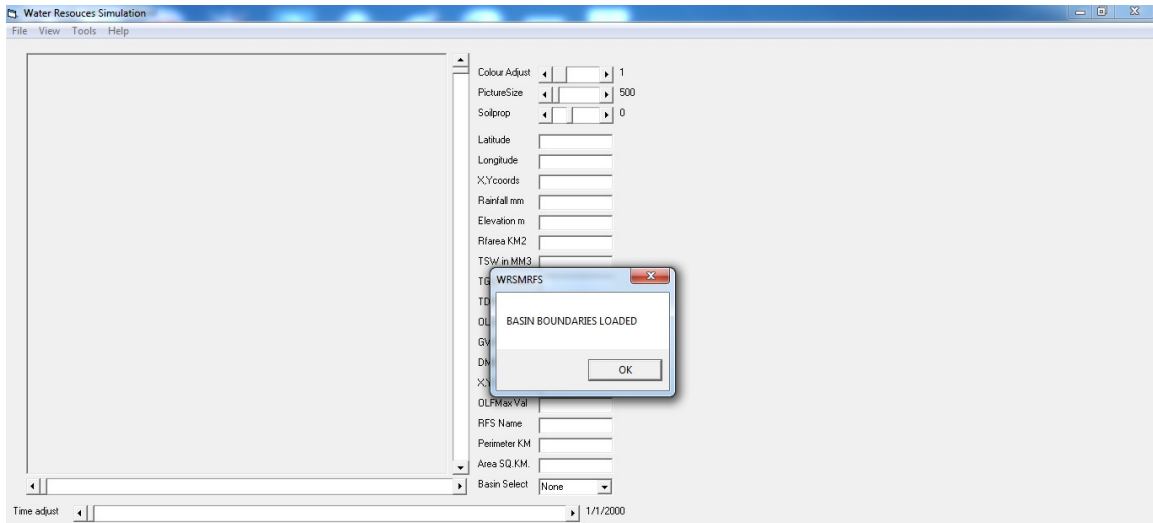 Water Resouces Simulation
File View Tools Help
Colour Adjust 1
PictureSize 500
Soilprop 0
Latitude
Longitude
X,Ycoords
Rainfall mm
Elevation m
Rfarea KM2
TSW in MM3
WRSMRFS
BASIN BOUNDARIES LOADED
OK
OLFMax Val
RFS Name
Perimeter KM
Area SQ.KM.
Basin Select None
Time adjust 1/1/2000